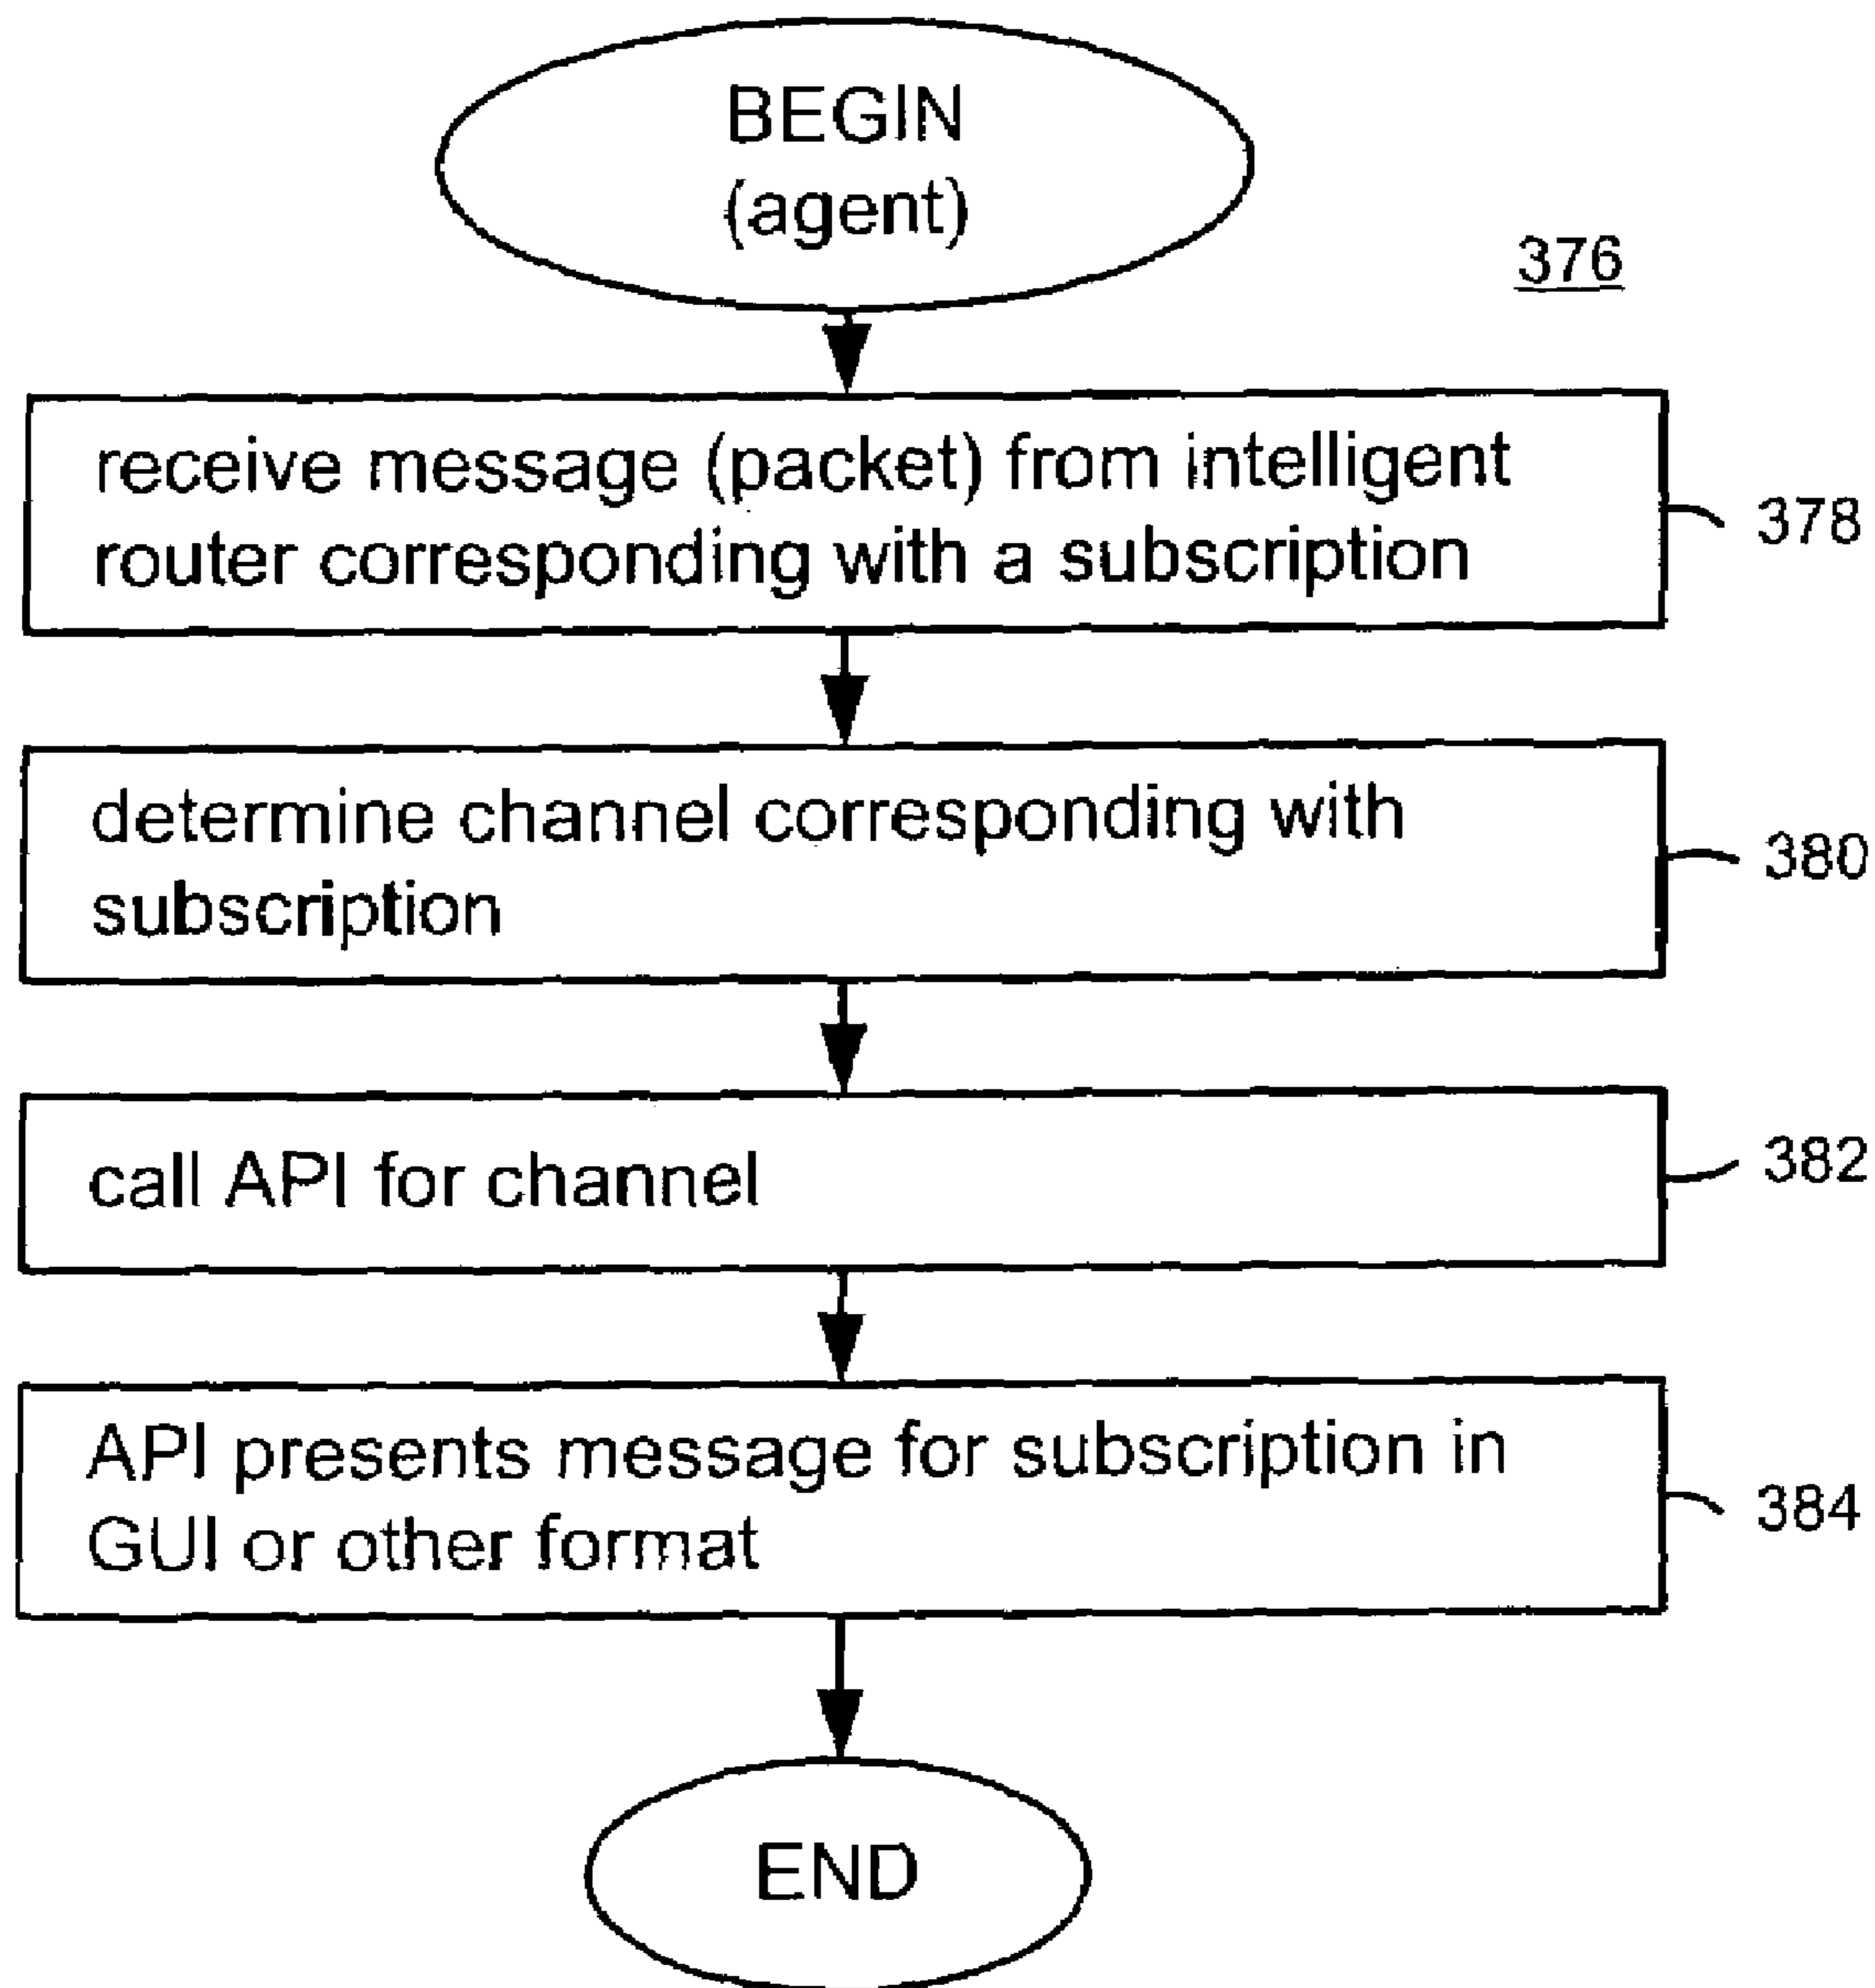 BEGIN
(agent)
376
receive message (packet) from intelligent
router corresponding with a subscription
378
determine channel corresponding with
subscription
380
call API for channel
382
API presents message for subscription in
GUI or other format
384
END